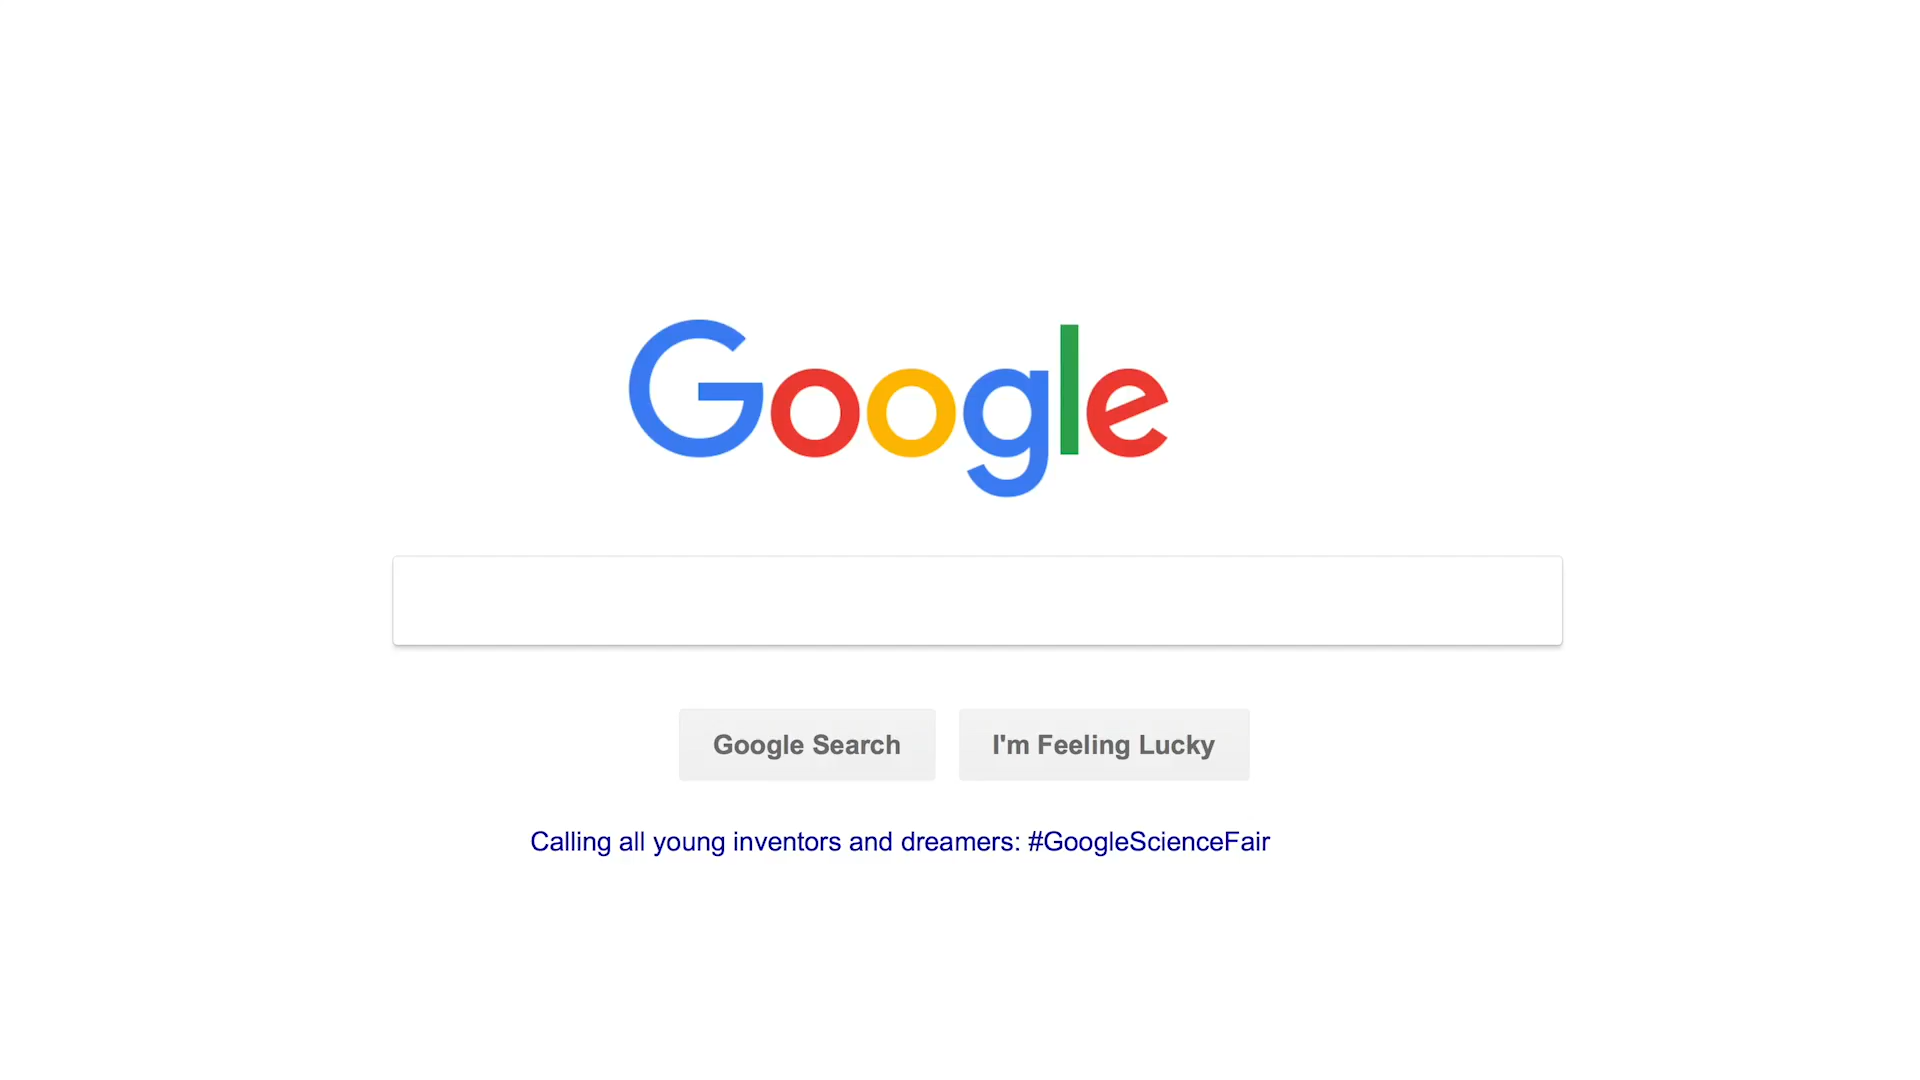 Google
Google Search
I'm Feeling Lucky
Calling all young inventors and dreamers: #GoogleScienceFair